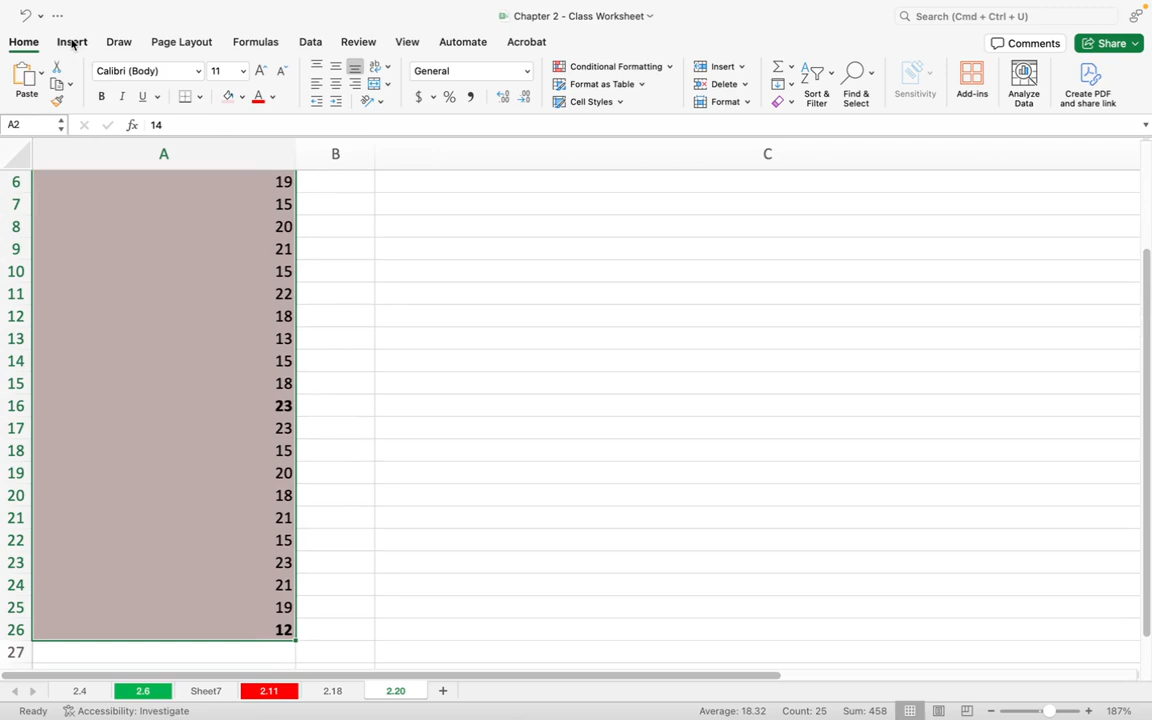 Chapter 2 - Class Worksheet
Search (Cmd + Ctrl + U)
Home Insert Draw Page Layout Formulas Data Review View Automate Acrobat
Comments Share
Paste
Calibri (Body) 11 A A
B I U A
ab
General
$ % 9 .00 .0
Conditional Formatting
Format as Table
Cell Styles
Insert
Delete
Format
Sort & Filter
Find & Select
Sensitivity
Add-ins
Analyze Data
Create PDF and share link
A2 fx 14
A B C
6 19
7 15
8 20
9 21
10 15
11 22
12 18
13 13
14 15
15 18
16 23
17 23
18 15
19 20
20 18
21 21
22 15
23 23
24 21
25 19
26 12
27
2.4 2.6 Sheet7 2.11 2.18 2.20 +
Ready Accessibility: Investigate Average: 18.32 Count: 25 Sum: 458 187%